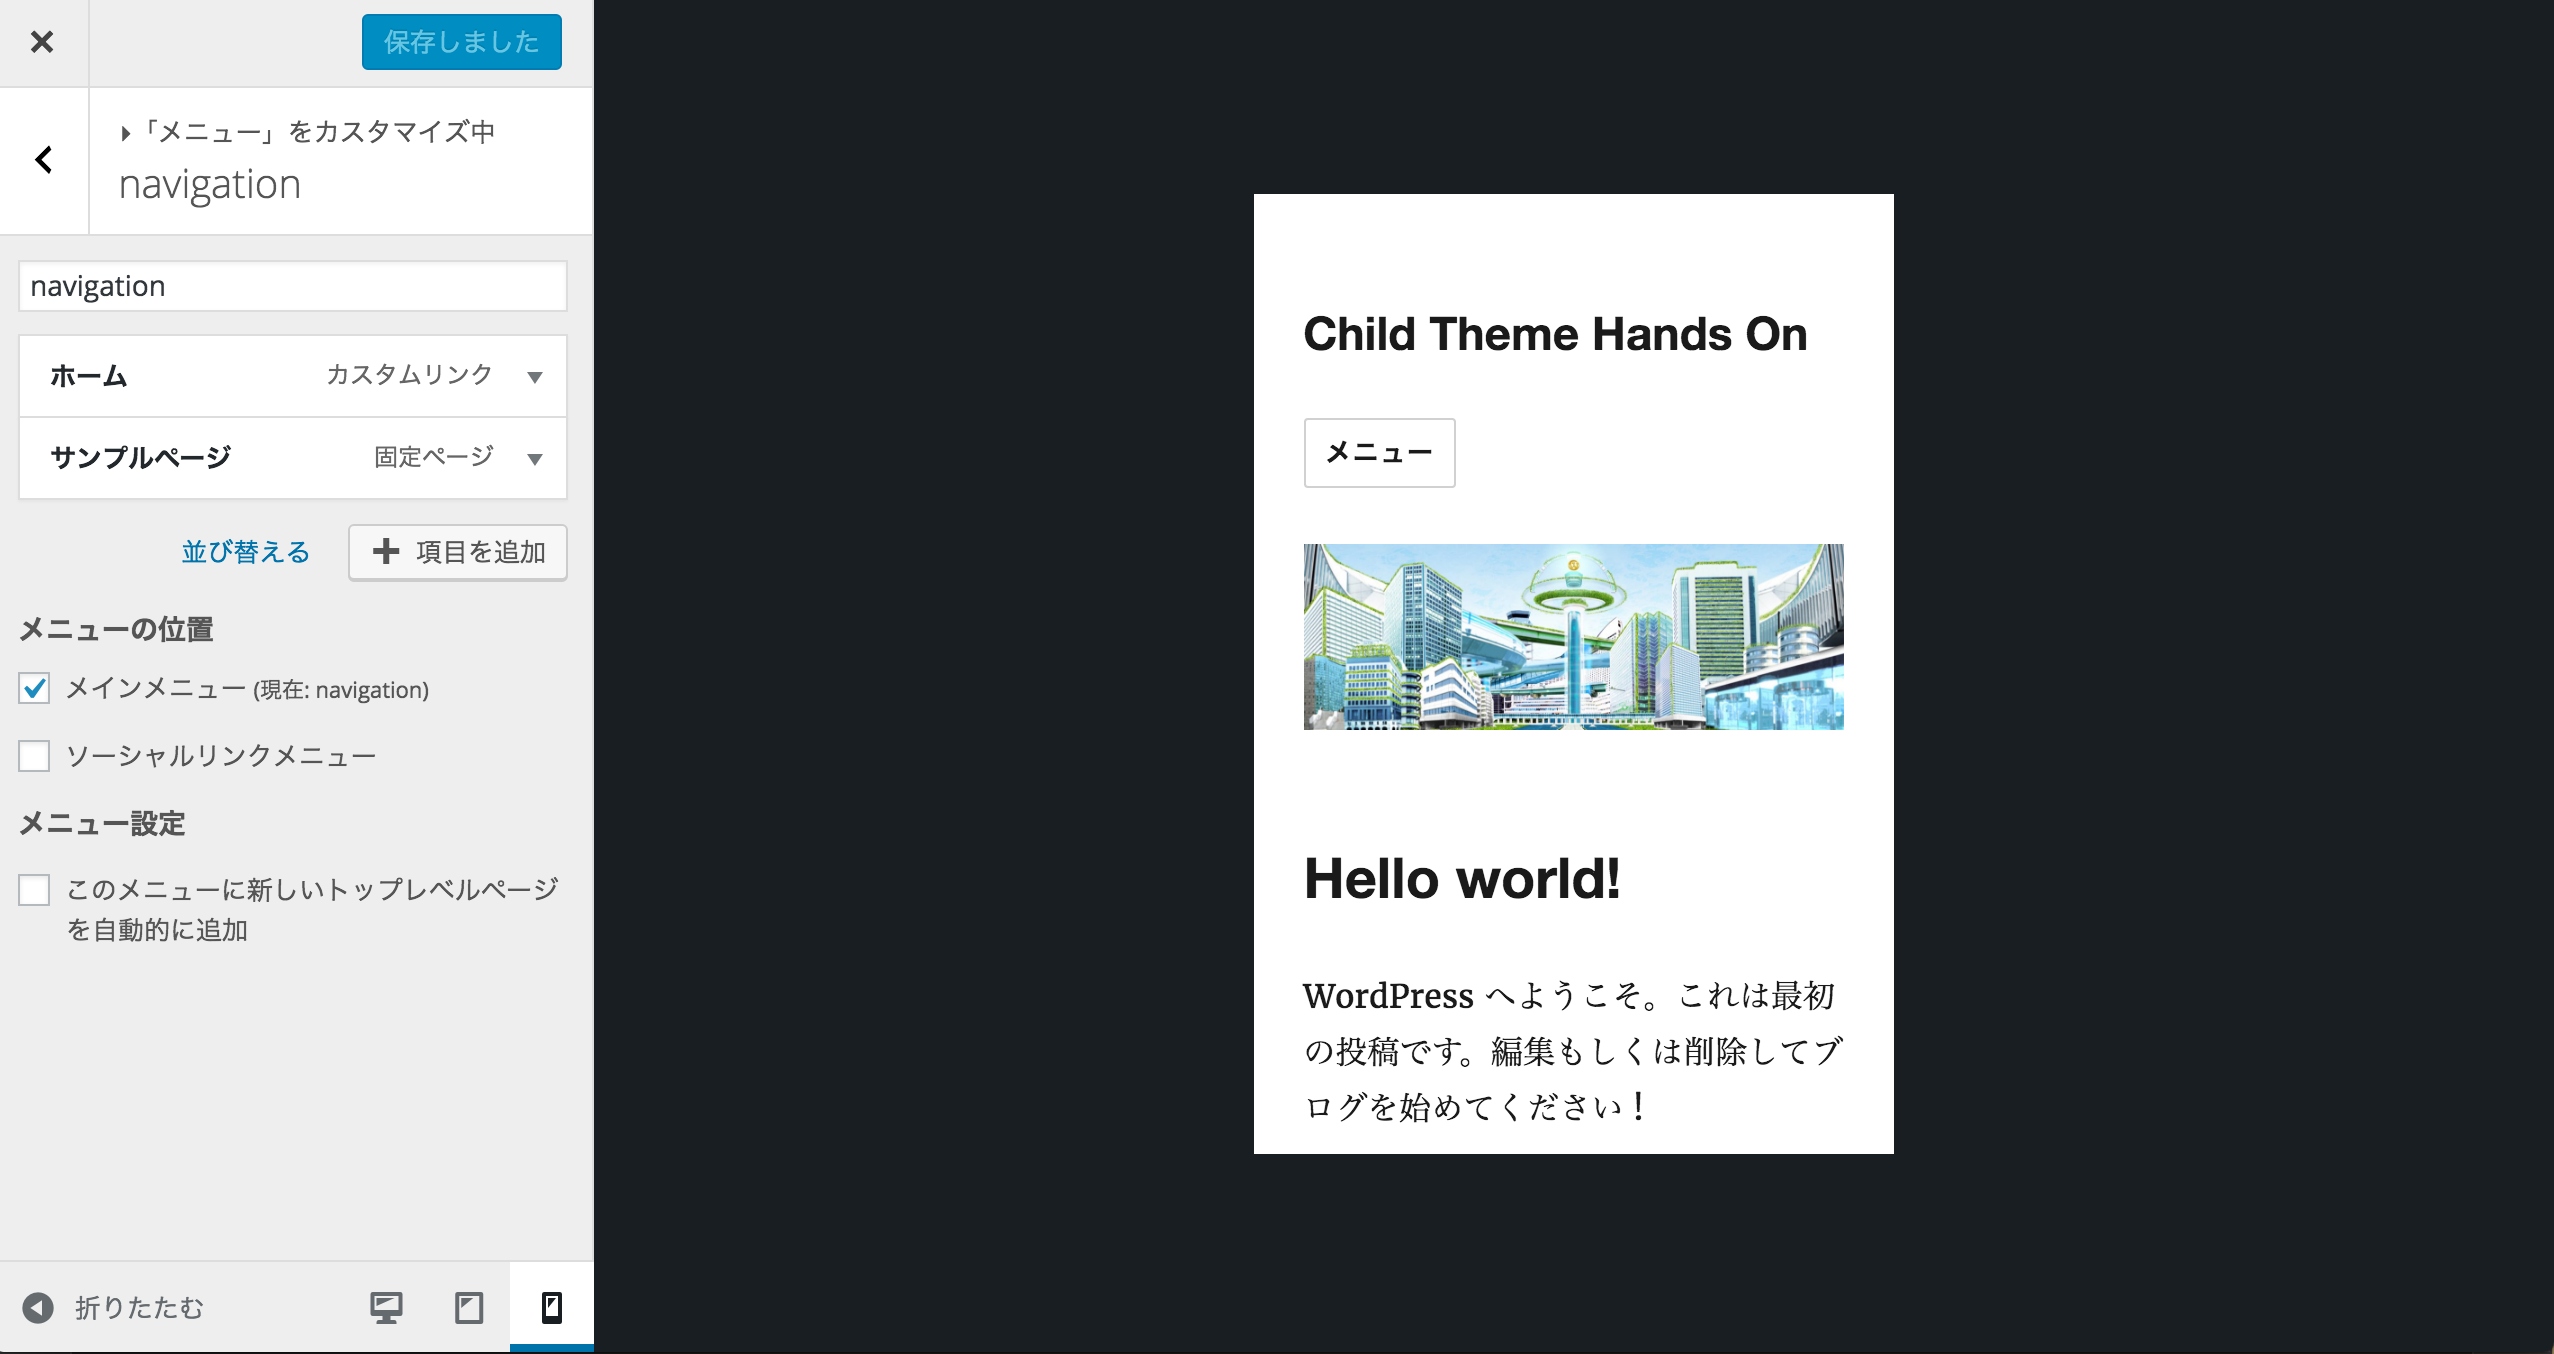 保存しました
「メニュー」をカスタマイズ中
navigation
navigation
ホーム カスタムリンク
サンプルページ 固定ページ
並び替える 項目を追加
メニューの位置
メインメニュー (現在: navigation)
ソーシャルリンクメニュー
メニュー設定
このメニューに新しいトップレベルページ
を自動的に追加
折りたたむ
Child Theme Hands On
メニュー
Hello world!
WordPress へようこそ。これは最初
の投稿です。編集もしくは削除してブ
ログを始めてください !